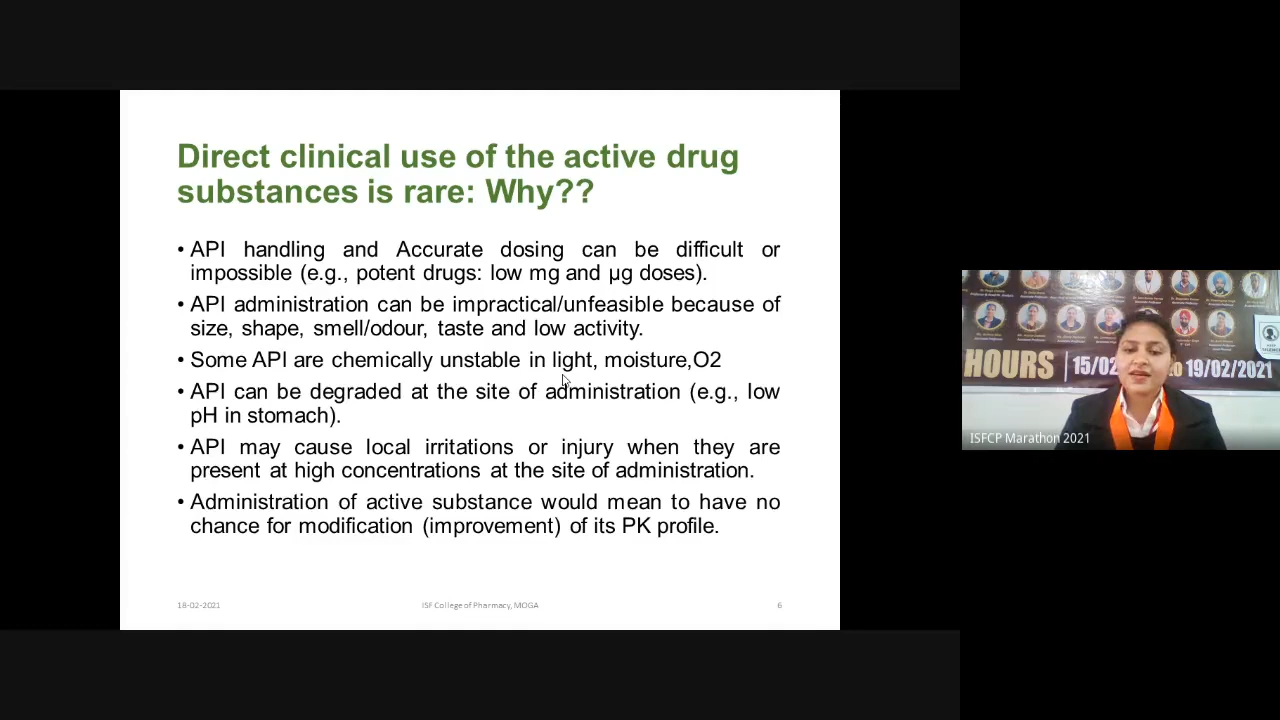 Direct clinical use of the active drug
substances is rare: Why??
• API handling and Accurate dosing can be difficult or
impossible (e.g., potent drugs: low mg and µg doses).
• API administration can be impractical/unfeasible because of
size, shape, smell/odour, taste and low activity.
• Some API are chemically unstable in light, moisture,O2
• API can be degraded at the site of administration (e.g., low
pH in stomach).
• API may cause local irritations or injury when they are
present at high concentrations at the site of administration.
• Administration of active substance would mean to have no
chance for modification (improvement) of its PK profile.
18-02-2021
ISF College of Pharmacy, MOGA
6
HOURS
15/02
to 19/02/2021
ISFCP Marathon 2021